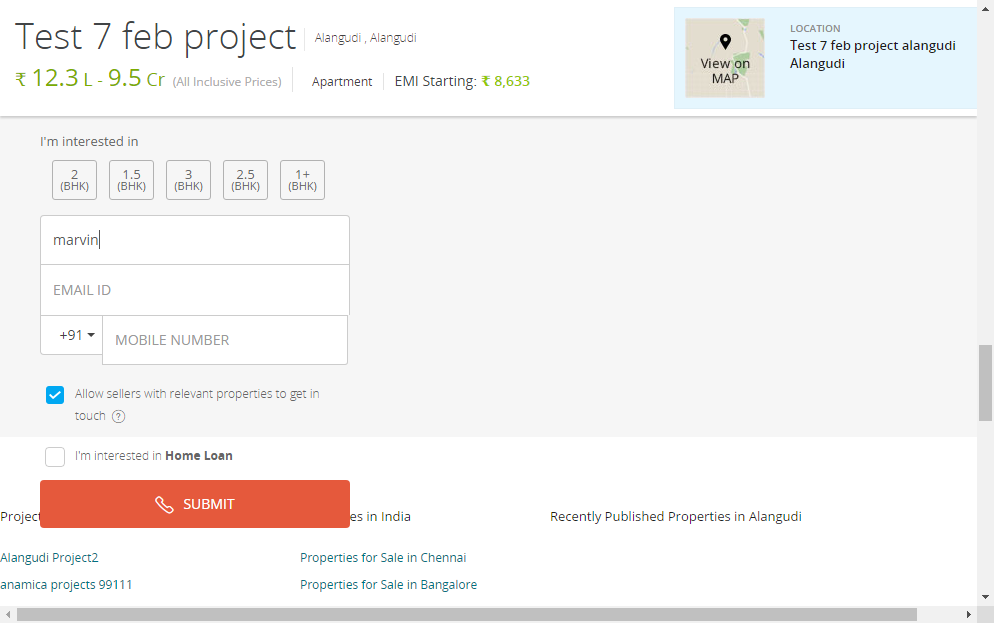 Test 7 feb project
Alangudi , Alangudi
₹ 12.3 L - 9.5 Cr (All Inclusive Prices)
Apartment
EMI Starting: ₹ 8,633
View on
MAP
LOCATION
Test 7 feb project alangudi
Alangudi
I'm interested in
2
(BHK)
1.5
(BHK)
3
(BHK)
2.5
(BHK)
1+
(BHK)
marvin
EMAIL ID
+91
MOBILE NUMBER
Allow sellers with relevant properties to get in
touch ?
I'm interested in Home Loan
SUBMIT
es in India
Recently Published Properties in Alangudi
Alangudi Project2
Properties for Sale in Chennai
anamica projects 99111
Properties for Sale in Bangalore